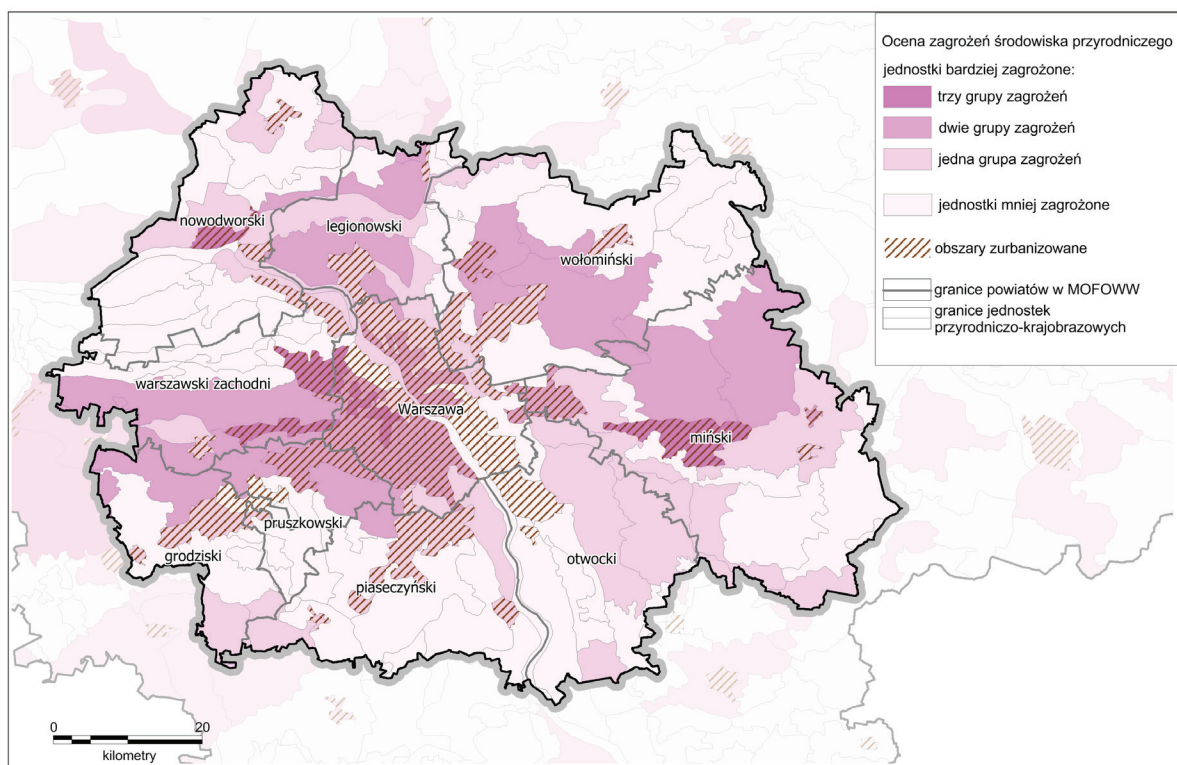 Ocena zagrożeń środowiska przyrodniczego
jednostki bardziej zagrożone:
trzy grupy zagrożeń
dwie grupy zagrożeń
jedna grupa zagrożeń
jednostki mniej zagrożone
obszary zurbanizowane
granice powiatów w MOFOWW
granice jednostek
przyrodniczo-krajobrazowych
nowodworski
legionowski
wołomiński
warszawski zachodni
Warszawa
miński
pruszkowski
grodziski
otwocki
piaseczyński
0 20
kilometry